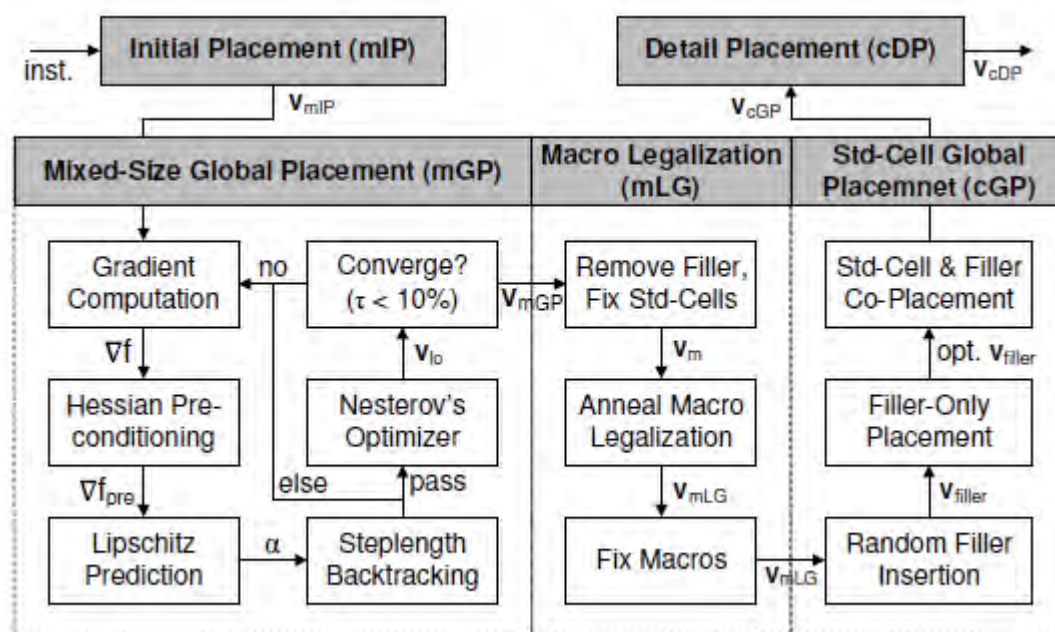 Initial Placement (mIP)
Detail Placement (cDP)
inst.
v_mIP
v_cGP
v_cDP
Mixed-Size Global Placement (mGP)
Macro Legalization
(mLG)
Std-Cell Global
Placemnet (cGP)
Gradient
Computation
no
Converge?
(τ < 10%)
v_mGP
Remove Filler,
Fix Std-Cells
Std-Cell & Filler
Co-Placement
∇f
v_lo
v_m
opt. v_filler
Hessian Pre-
conditioning
Nesterov's
Optimizer
Anneal Macro
Legalization
Filler-Only
Placement
∇f_pre
else
pass
v_mLG
v_filler
Lipschitz
Prediction
α
Steplength
Backtracking
Fix Macros
v_mLG
Random Filler
Insertion